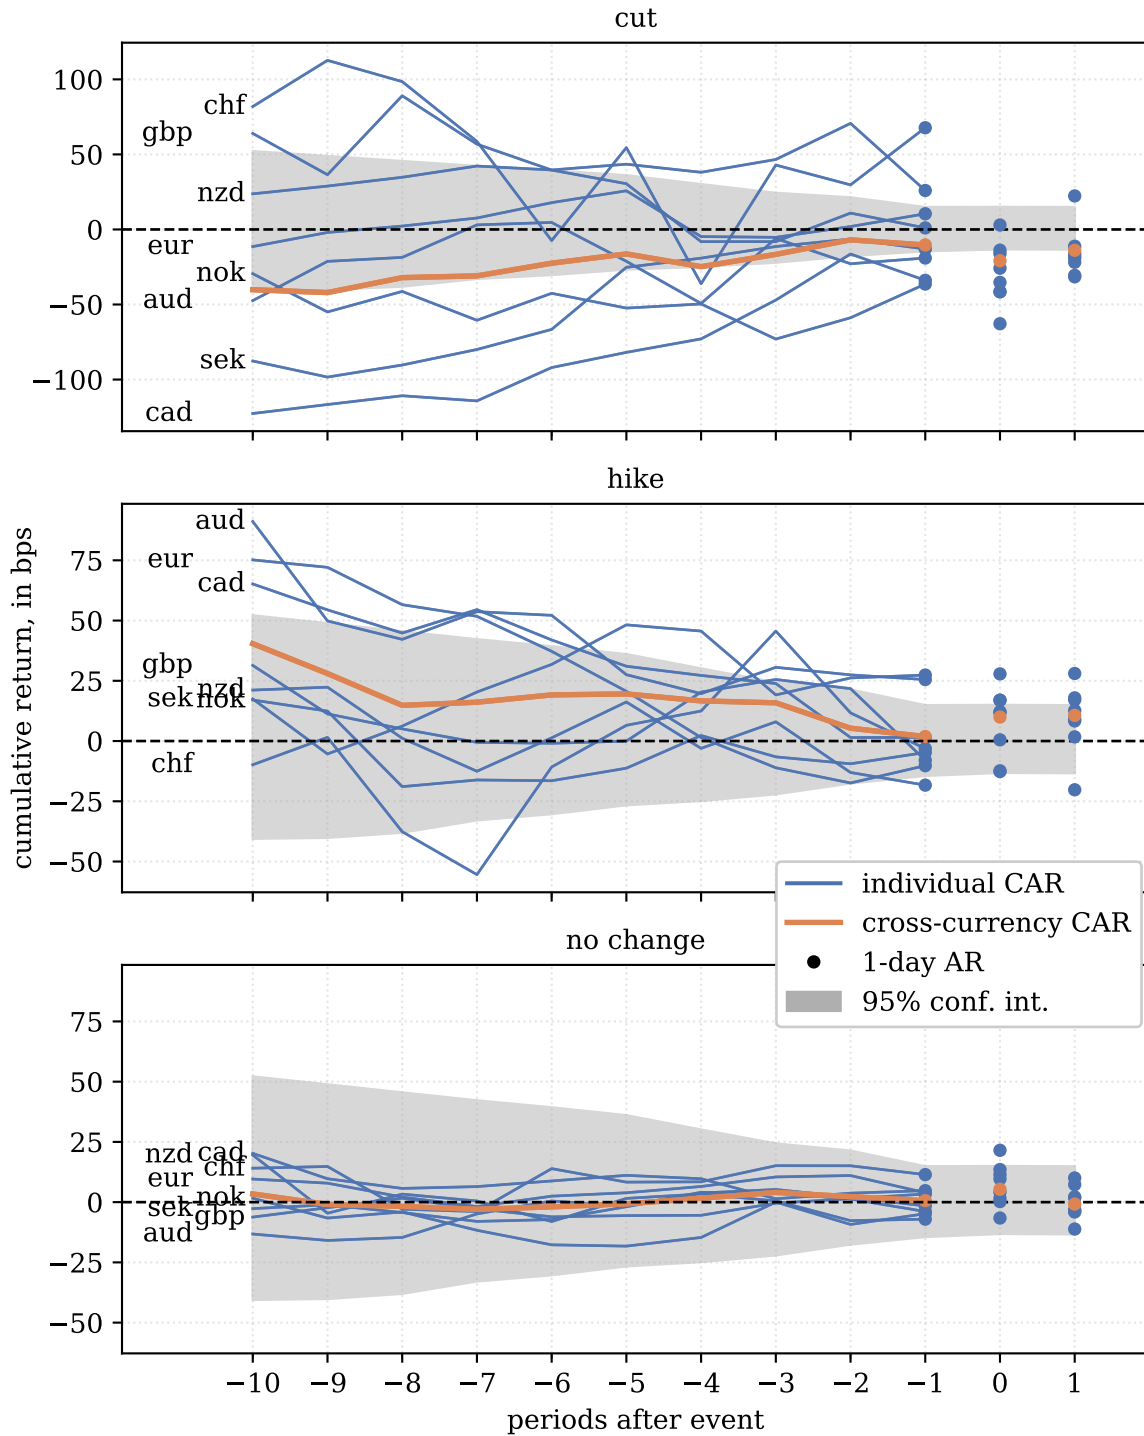 cut
100
50
0
−50
−100
chf
gbp
nzd
eur
nok
aud
sek
cad
hike
cumulative return, in bps
75
50
25
0
−25
−50
aud
eur
cad
gbp
nzd
sek
nok
chf
individual CAR
cross-currency CAR
1-day AR
95% conf. int.
no change
75
50
25
0
−25
−50
nzd
cad
chf
eur
nok
sek
gbp
aud
−10 −9 −8 −7 −6 −5 −4 −3 −2 −1 0 1
periods after event